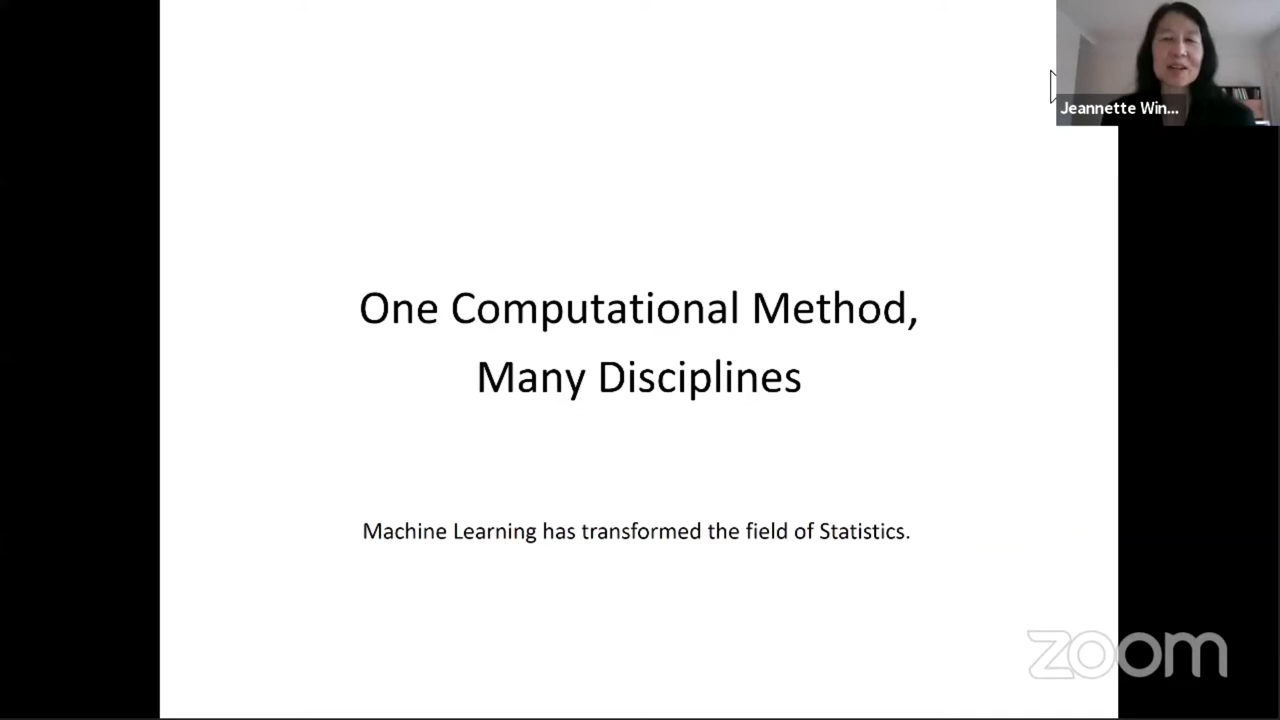 Jeannette Win...
One Computational Method,
Many Disciplines
Machine Learning has transformed the field of Statistics.
zoom